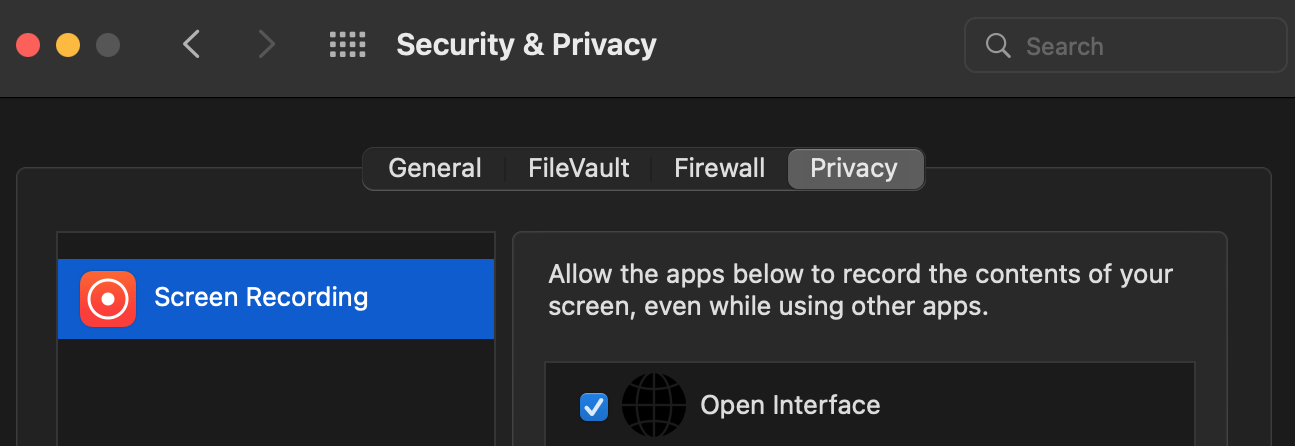 Security & Privacy
Search
General
FileVault
Firewall
Privacy
Screen Recording
Allow the apps below to record the contents of your
screen, even while using other apps.
Open Interface